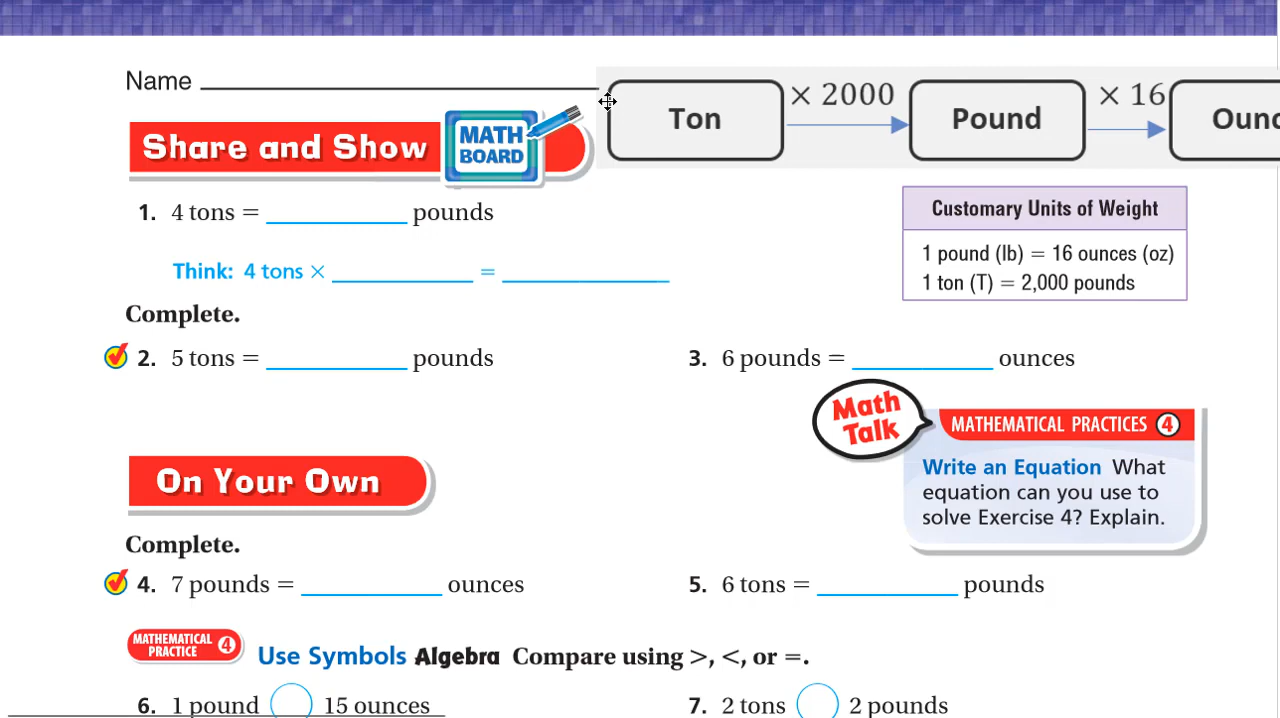 Name
Ton × 2000 Pound × 16 Ounc
Share and Show MATH BOARD
1. 4 tons = pounds
Think: 4 tons × =
Customary Units of Weight
1 pound (lb) = 16 ounces (oz)
1 ton (T) = 2,000 pounds
Complete.
2. 5 tons = pounds
3. 6 pounds = ounces
Math Talk
MATHEMATICAL PRACTICES 4
Write an Equation What
equation can you use to
solve Exercise 4? Explain.
On Your Own
Complete.
4. 7 pounds = ounces
5. 6 tons = pounds
MATHEMATICAL PRACTICE 4
Use Symbols Algebra Compare using >, <, or =.
6. 1 pound 15 ounces
7. 2 tons 2 pounds